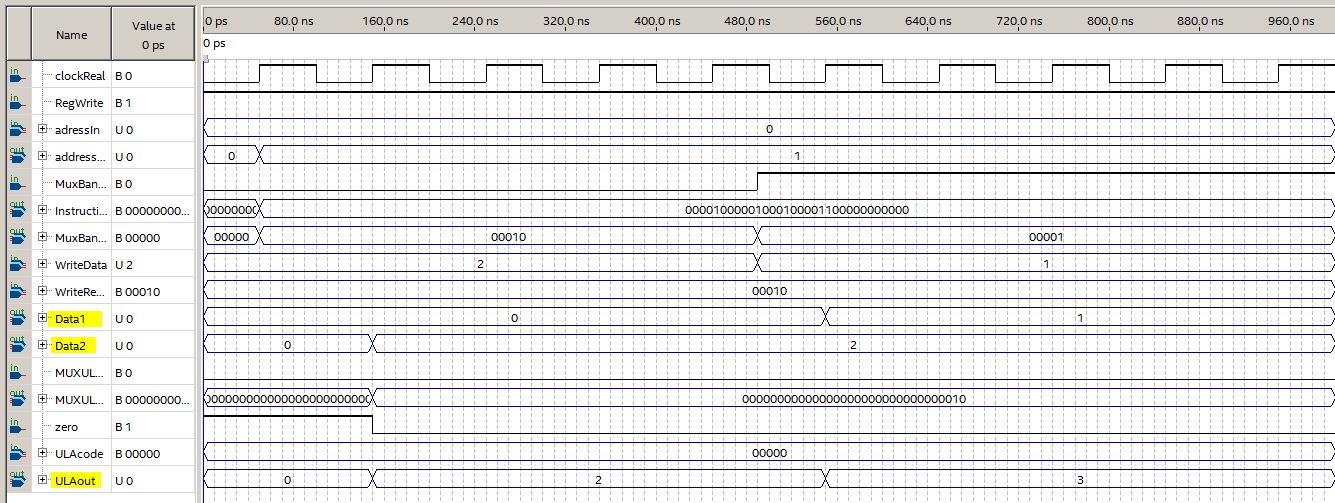 Name Value at 0 ps
0 ps 80.0 ns 160.0 ns 240.0 ns 320.0 ns 400.0 ns 480.0 ns 560.0 ns 640.0 ns 720.0 ns 800.0 ns 880.0 ns 960.0 ns
0 ps
in clockReal B 0
in RegWrite B 1
in adressIn U 0 0
out address... U 0 0 1
in MuxBan... B 0
out Instructi... B 00000000... 00001000001000100001100000000000
out MuxBan... B 00000 00000 00010 00001
in WriteData U 2 2 1
in WriteRe... B 00010 00010
out Data1 U 0 0 1
out Data2 U 0 0 2
in MUXUL... B 0
out MUXUL... B 00000000... 00000000000000000000000000000010
in zero B 1
in ULAcode B 00000 00000
out ULAout U 0 0 2 3